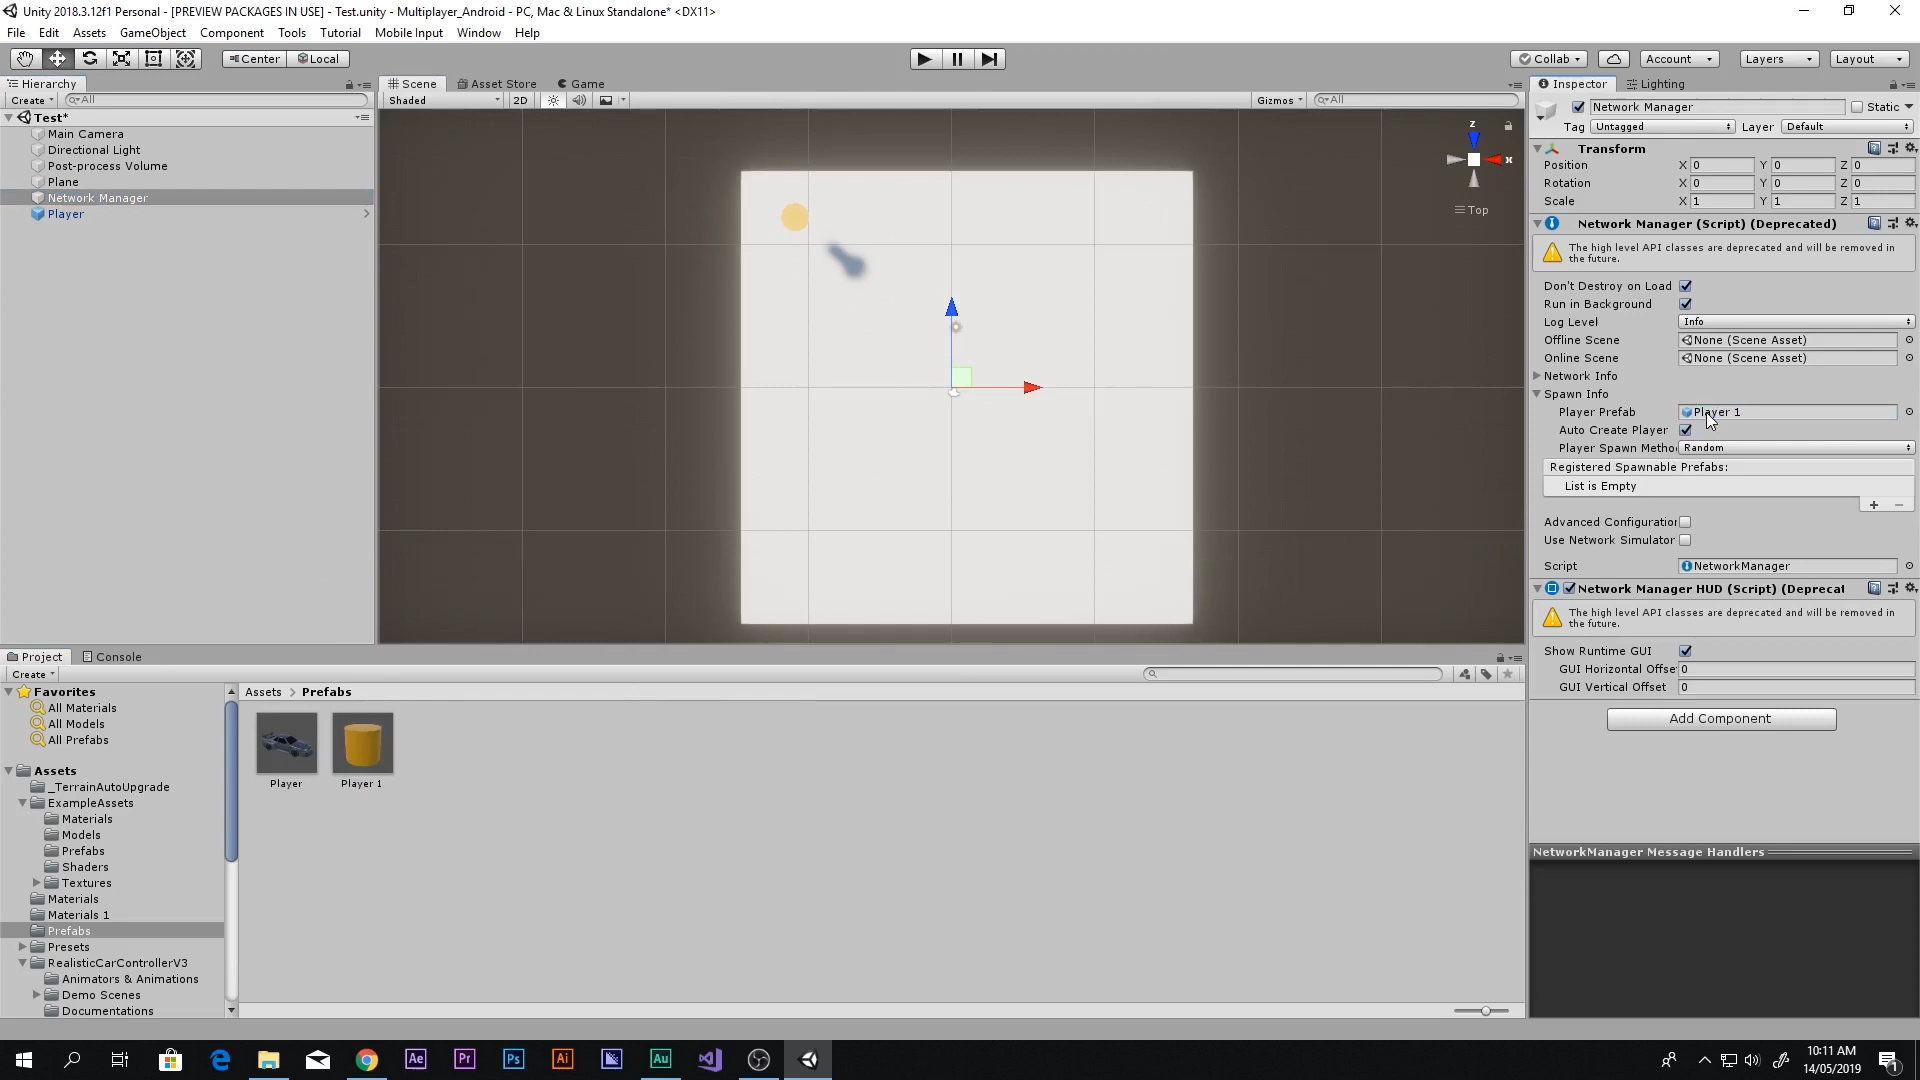 Unity 2018.3.12f1 Personal - [PREVIEW PACKAGES IN USE] - Test.unity - Multiplayer_Android - PC, Mac & Linux Standalone* <DX11>
File Edit Assets GameObject Component Tools Tutorial Mobile Input Window Help
Center Local Collab Account Layers Layout
Hierarchy Scene Asset Store Game Inspector Lighting
Create All Shaded 2D Gizmos All
Network Manager Static
Test*
Tag Untagged Layer Default
Main Camera
Directional Light
Post-process Volume
Plane
Network Manager
Player
z
x
Top
Transform
Position X 0 Y 0 Z 0
Rotation X 0 Y 0 Z 0
Scale X 1 Y 1 Z 1
Network Manager (Script) (Deprecated)
The high level API classes are deprecated and will be removed in
the future.
Don't Destroy on Load
Run in Background
Log Level Info
Offline Scene None (Scene Asset)
Online Scene None (Scene Asset)
Network Info
Spawn Info
Player Prefab Player 1
Auto Create Player
Player Spawn Metho Random
Registered Spawnable Prefabs:
List is Empty
Advanced Configuration
Use Network Simulator
Script NetworkManager
Network Manager HUD (Script) (Deprecat
The high level API classes are deprecated and will be removed in
the future.
Show Runtime GUI
GUI Horizontal Offse 0
GUI Vertical Offset 0
Add Component
NetworkManager Message Handlers
Project Console
Create
Favorites
All Materials
All Models
All Prefabs
Assets
_TerrainAutoUpgrade
ExampleAssets
Materials
Models
Prefabs
Shaders
Textures
Materials
Materials 1
Prefabs
Presets
RealisticCarControllerV3
Animators & Animations
Demo Scenes
Documentations
Assets > Prefabs
Player Player 1
Ae Pr Ps Ai Au
10:11 AM
14/05/2019
1